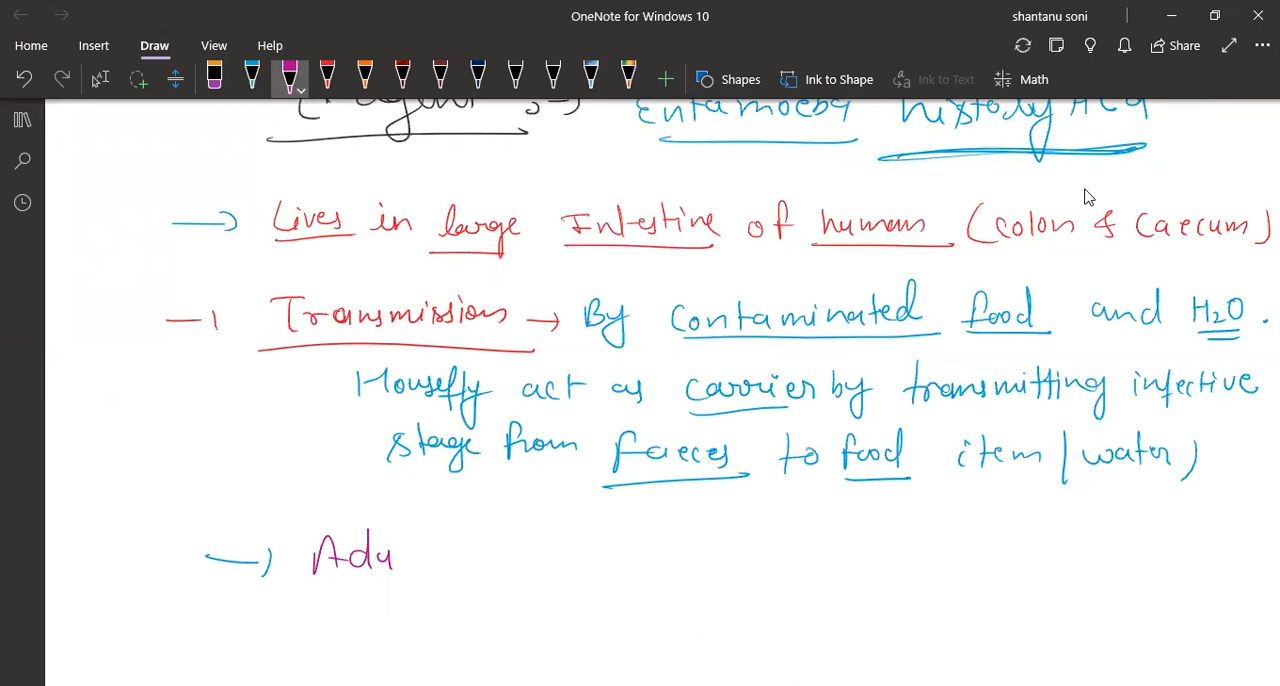 OneNote for Windows 10
shantanu soni
Home Insert Draw View Help
Share
Shapes Ink to Shape Ink to Text Math
Entamoeba histolytica
Lives in large Intestine of human (Colon & Caecum)
Transmission → By Contaminated food and H2O.
Housefly act as carrier by transmitting infective
stage from faeces to food item / water)
Adu